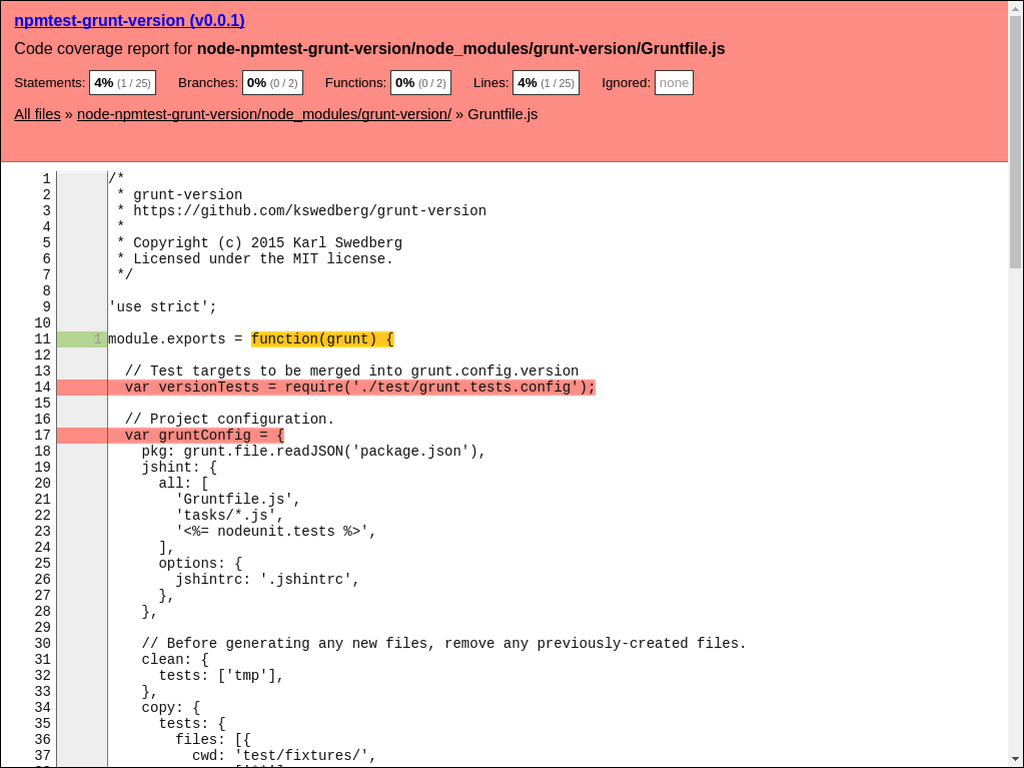 npmtest-grunt-version (v0.0.1)
Code coverage report for node-npmtest-grunt-version/node_modules/grunt-version/Gruntfile.js
Statements: 4% (1 / 25) Branches: 0% (0 / 2) Functions: 0% (0 / 2) Lines: 4% (1 / 25) Ignored: none
All files » node-npmtest-grunt-version/node_modules/grunt-version/ » Gruntfile.js
1 /*
2  * grunt-version
3  * https://github.com/kswedberg/grunt-version
4  *
5  * Copyright (c) 2015 Karl Swedberg
6  * Licensed under the MIT license.
7  */
8
9 'use strict';
10
11 1 module.exports = function(grunt) {
12
13   // Test targets to be merged into grunt.config.version
14   var versionTests = require('./test/grunt.tests.config');
15
16   // Project configuration.
17   var gruntConfig = {
18     pkg: grunt.file.readJSON('package.json'),
19     jshint: {
20       all: [
21         'Gruntfile.js',
22         'tasks/*.js',
23         '<%= nodeunit.tests %>',
24       ],
25       options: {
26         jshintrc: '.jshintrc',
27       },
28     },
29
30     // Before generating any new files, remove any previously-created files.
31     clean: {
32       tests: ['tmp'],
33     },
34     copy: {
35       tests: {
36         files: [{
37           cwd: 'test/fixtures/',